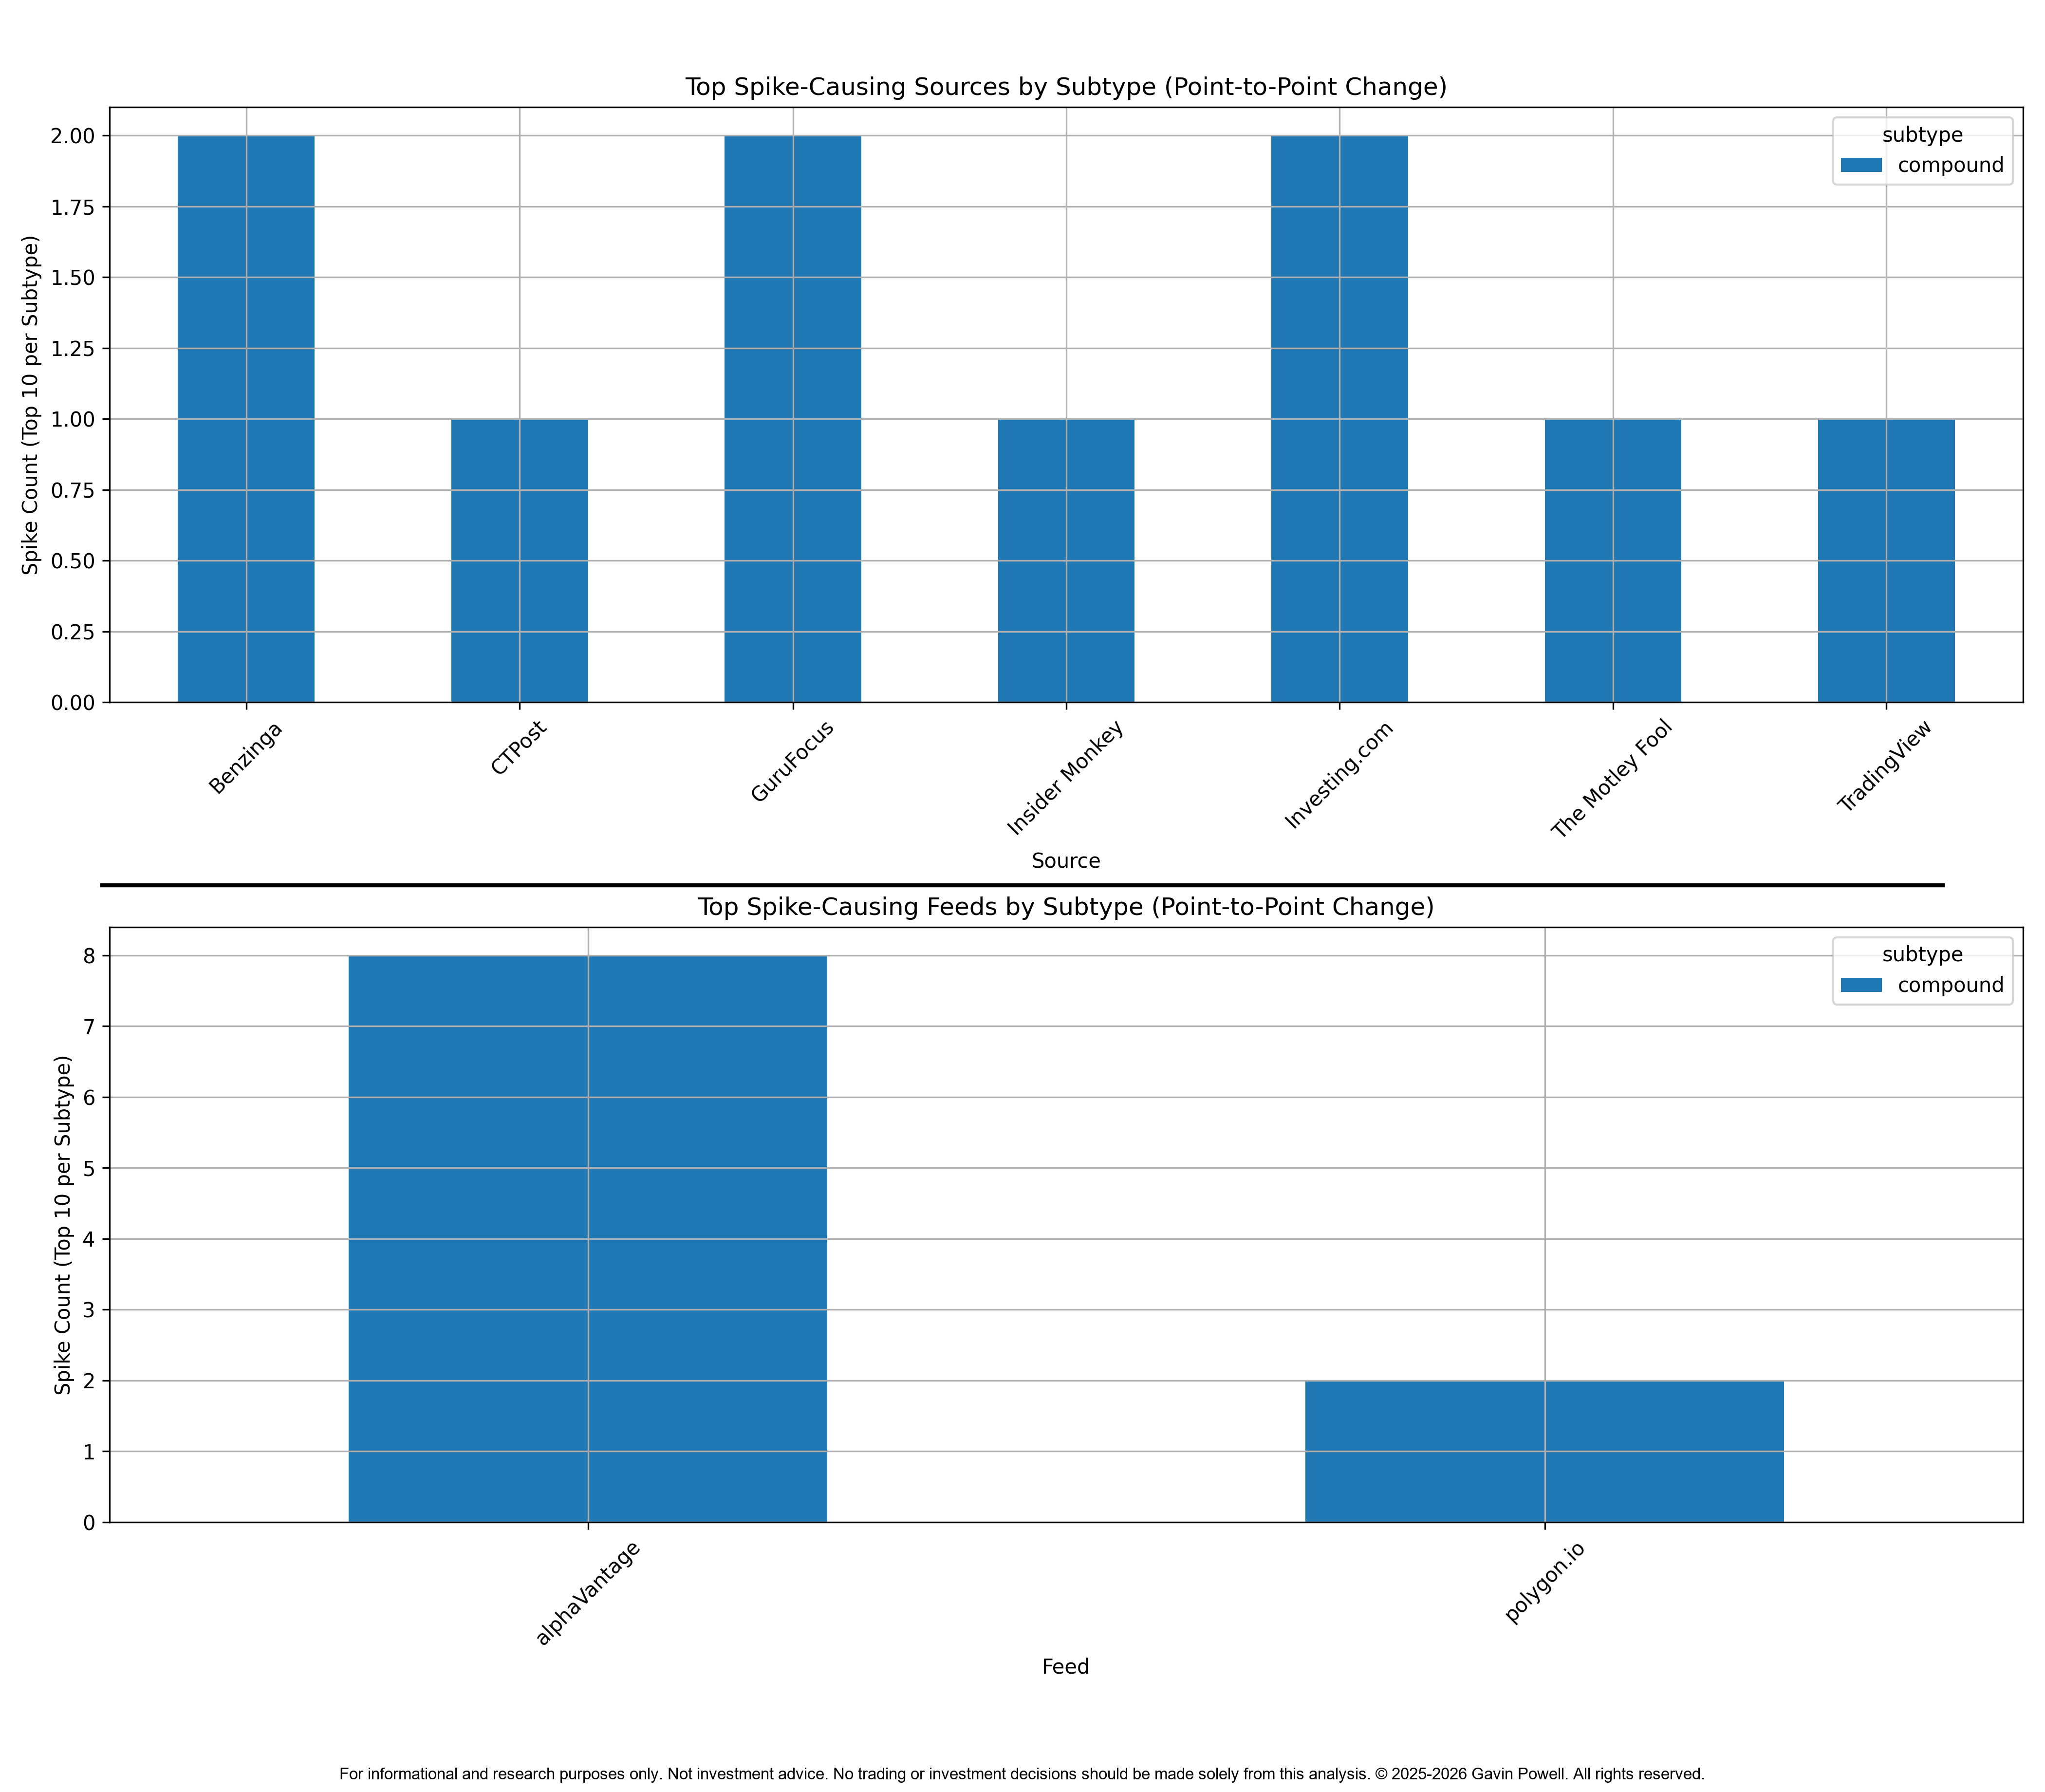 Top Spike-Causing Sources by Subtype (Point-to-Point Change)
Spike Count (Top 10 per Subtype)
2.00
1.75
1.50
1.25
1.00
0.75
0.50
0.25
0.00
subtype
compound
Benzinga
CTPost
GuruFocus
Insider Monkey
Investing.com
The Motley Fool
TradingView
Source
Top Spike-Causing Feeds by Subtype (Point-to-Point Change)
Spike Count (Top 10 per Subtype)
8
7
6
5
4
3
2
1
0
subtype
compound
alphaVantage
polygon.io
Feed
For informational and research purposes only. Not investment advice. No trading or investment decisions should be made solely from this analysis. © 2025-2026 Gavin Powell. All rights reserved.